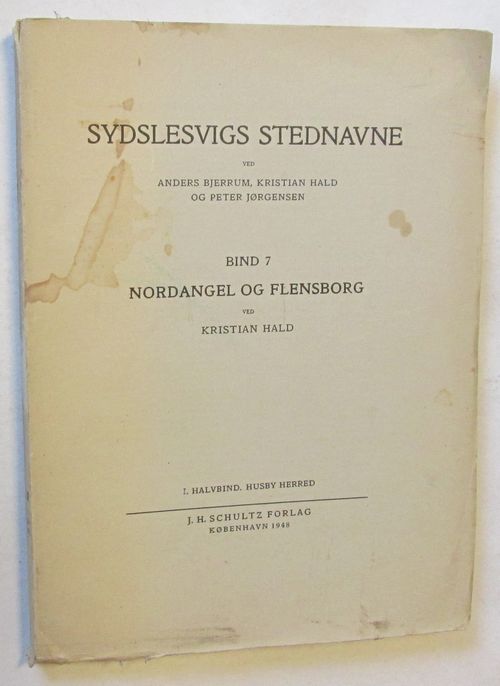 SYDSLESVIGS STEDNAVNE
VED
ANDERS BJERRUM, KRISTIAN HALD
OG PETER JØRGENSEN
BIND 7
NORDANGEL OG FLENSBORG
VED
KRISTIAN HALD
I. HALVBIND. HUSBY HERRED
J. H. SCHULTZ FORLAG
KØBENHAVN 1948